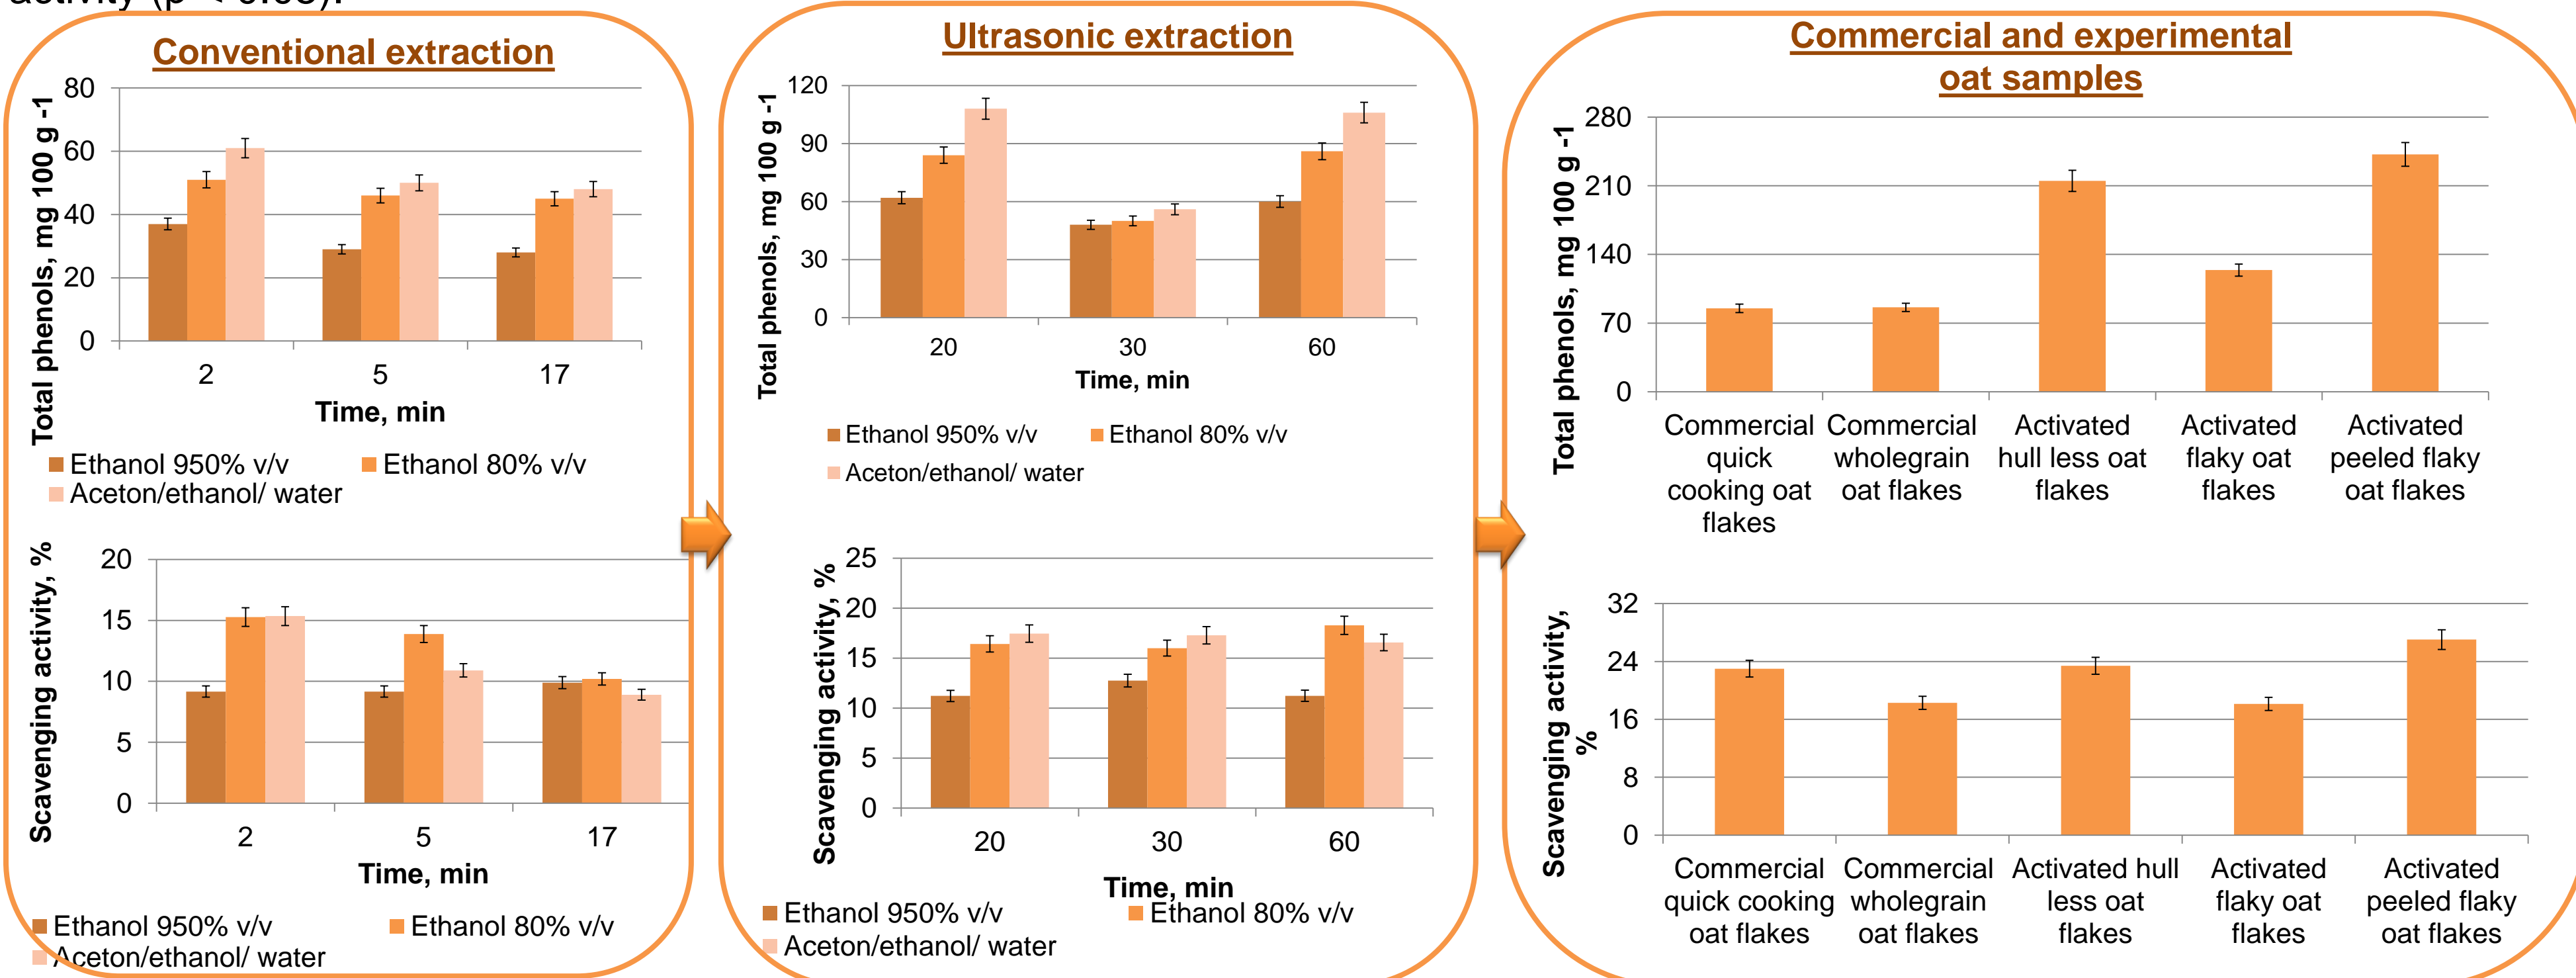 activity (p < 0.05).
Conventional extraction
Total phenols, mg 100 g -1
80
60
40
20
0
2 5 17
Time, min
Ethanol 950% v/v Ethanol 80% v/v
Aceton/ethanol/ water
Scavenging activity, %
20
15
10
5
0
2 5 17
Time, min
Ethanol 950% v/v Ethanol 80% v/v
Aceton/ethanol/ water
Ultrasonic extraction
Total phenols, mg 100 g -1
120
90
60
30
0
20 30 60
Time, min
Ethanol 950% v/v Ethanol 80% v/v
Aceton/ethanol/ water
Scavenging activity, %
25
20
15
10
5
0
20 30 60
Time, min
Ethanol 950% v/v Ethanol 80% v/v
Aceton/ethanol/ water
Commercial and experimental
oat samples
Total phenols, mg 100 g -1
280
210
140
70
0
Commercial
quick
cooking oat
flakes
Commercial
wholegrain
oat flakes
Activated
hull less oat
flakes
Activated
flaky oat
flakes
Activated
peeled flaky
oat flakes
Scavenging activity,
%
32
24
16
8
0
Commercial
quick cooking
oat flakes
Commercial
wholegrain
oat flakes
Activated hull
less oat
flakes
Activated
flaky oat
flakes
Activated
peeled flaky
oat flakes